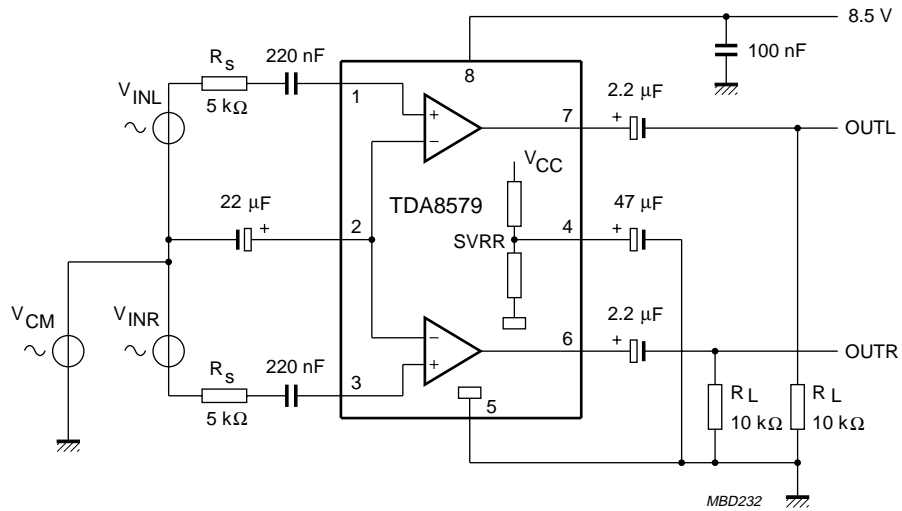 8.5 V
100 nF
R s
5 kΩ
220 nF
V INL
1
8
2.2 µF
+
7
OUTL
+
−
V CC
TDA8579
22 µF
+
2
SVRR
4
47 µF
+
V CM
V INR
−
+
6
2.2 µF
+
OUTR
R s
5 kΩ
220 nF
3
5
R L
10 kΩ
R L
10 kΩ
MBD232